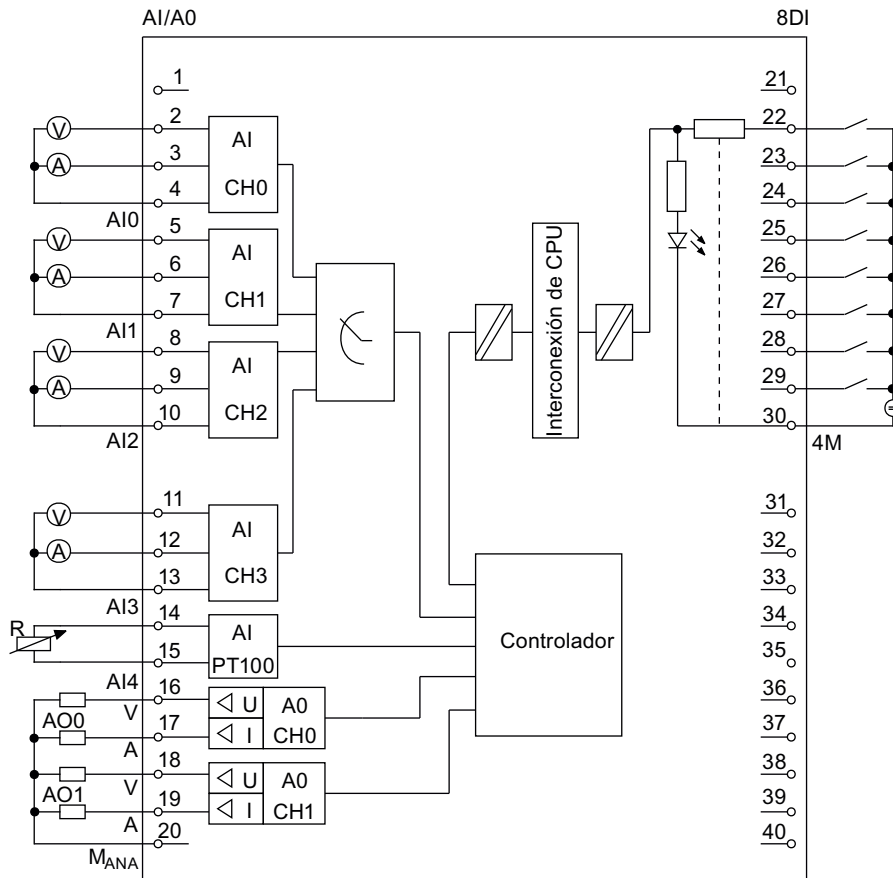 AI/A0
8DI
1
21
V
2
AI
22
A
3
23
CH0
4
24
AI0
V
5
AI
25
A
6
26
CH1
7
27
AI1
V
8
AI
28
A
9
29
CH2
10
30
AI2
4M
Interconexión de CPU
V
11
31
A
12
AI
32
CH3
13
33
AI3
R
14
AI
34
Controlador
15
PT100
35
AI4
16
U
A0
36
V
AO0
17
I
CH0
37
A
18
U
A0
38
V
AO1
19
I
CH1
39
A
20
40
MANA